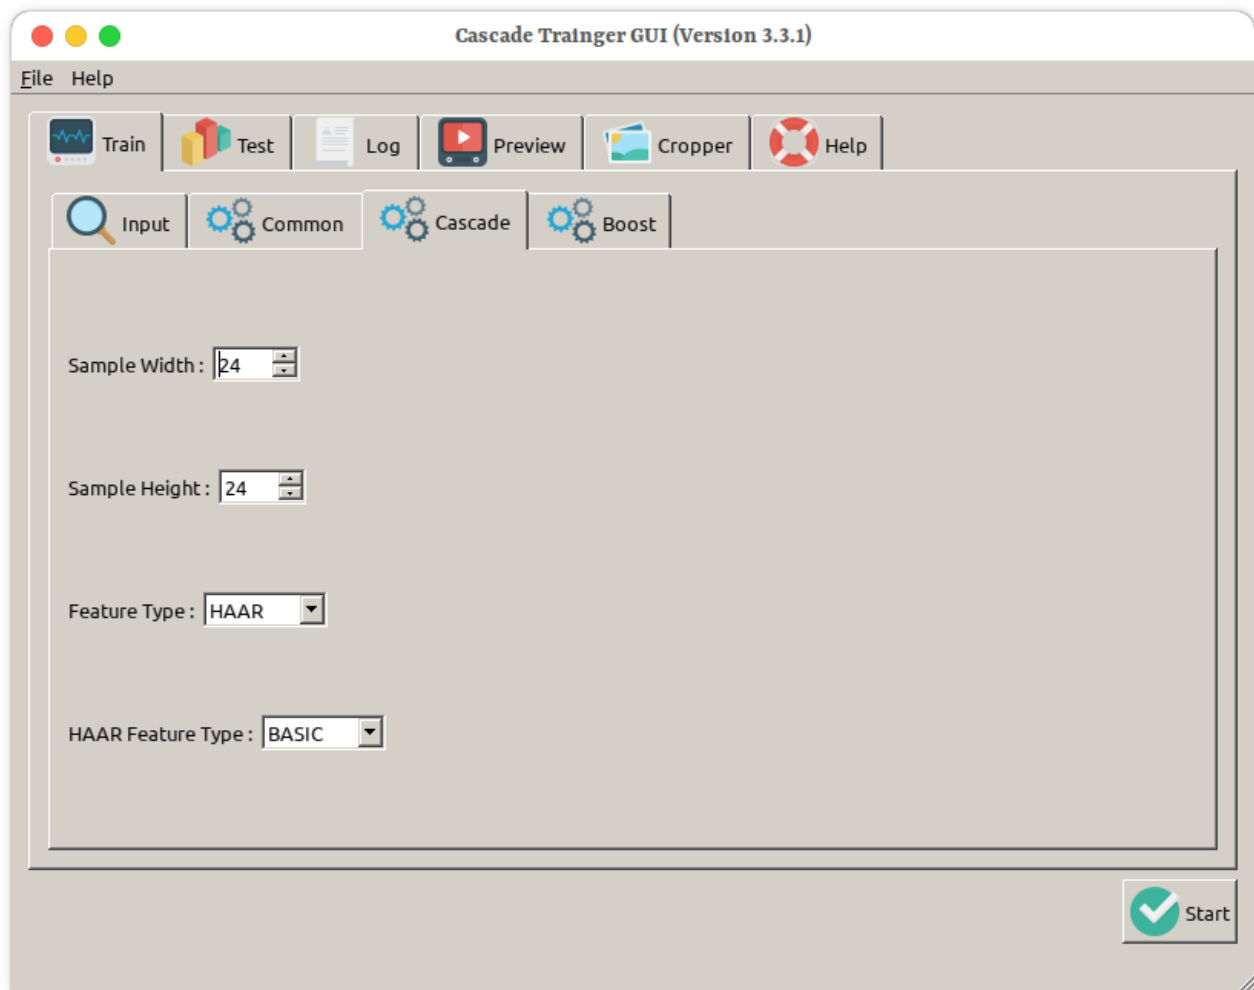 Cascade Trainger GUI (Version 3.3.1)
File Help
Train Test Log Preview Cropper Help
Input Common Cascade Boost
Sample Width : 24
Sample Height : 24
Feature Type : HAAR
HAAR Feature Type : BASIC
Start